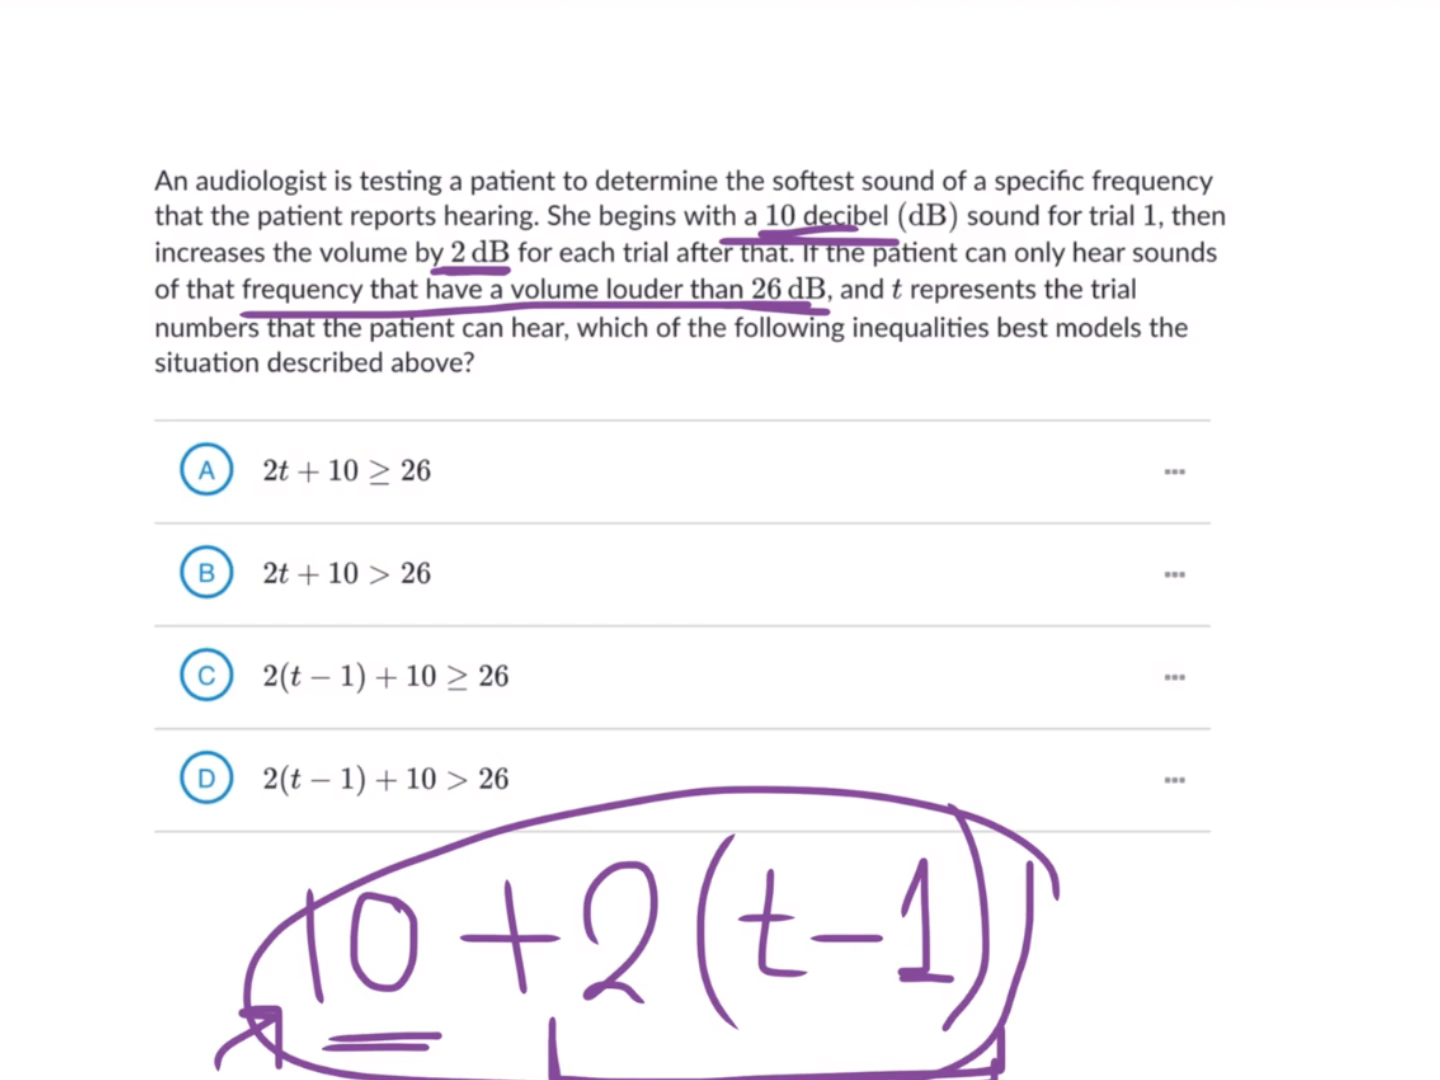 An audiologist is testing a patient to determine the softest sound of a specific frequency
that the patient reports hearing. She begins with a 10 decibel (dB) sound for trial 1, then
increases the volume by 2 dB for each trial after that. If the patient can only hear sounds
of that frequency that have a volume louder than 26 dB, and t represents the trial
numbers that the patient can hear, which of the following inequalities best models the
situation described above?
A 2t + 10 ≥ 26
B 2t + 10 > 26
C 2(t − 1) + 10 ≥ 26
D 2(t − 1) + 10 > 26
10 + 2(t − 1)